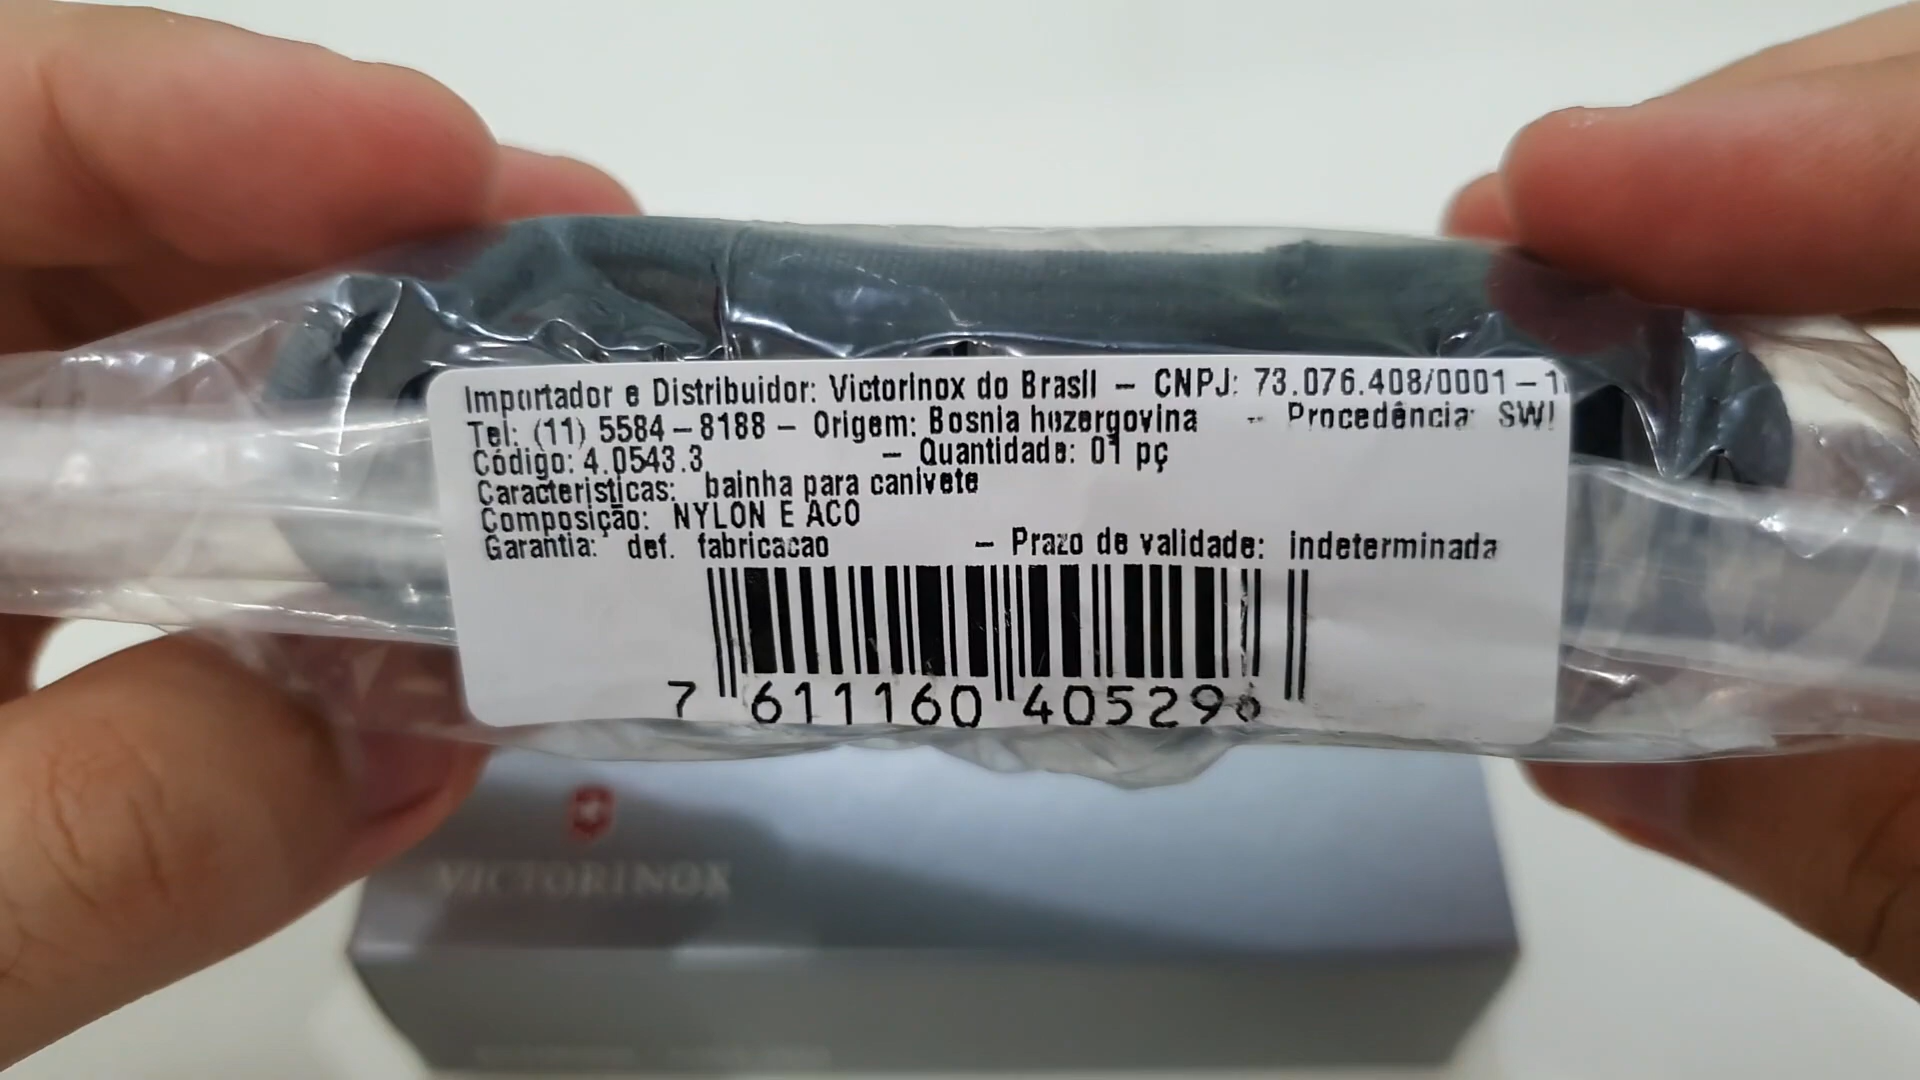 Importador e Distribuidor: Victorinox do Brasil – CNPJ: 73.076.408/0001–1
Tel: (11) 5584–8188 – Origem: Bosnia huzergovina – Procedência: SWI
Código: 4.0543.3 – Quantidade: 01 pç
Caracteristicas: bainha para canivete
Composição: NYLON E ACO
Garantia: def. fabricacao – Prazo de validade: indeterminada
7 611160 40529
VICTORINOX